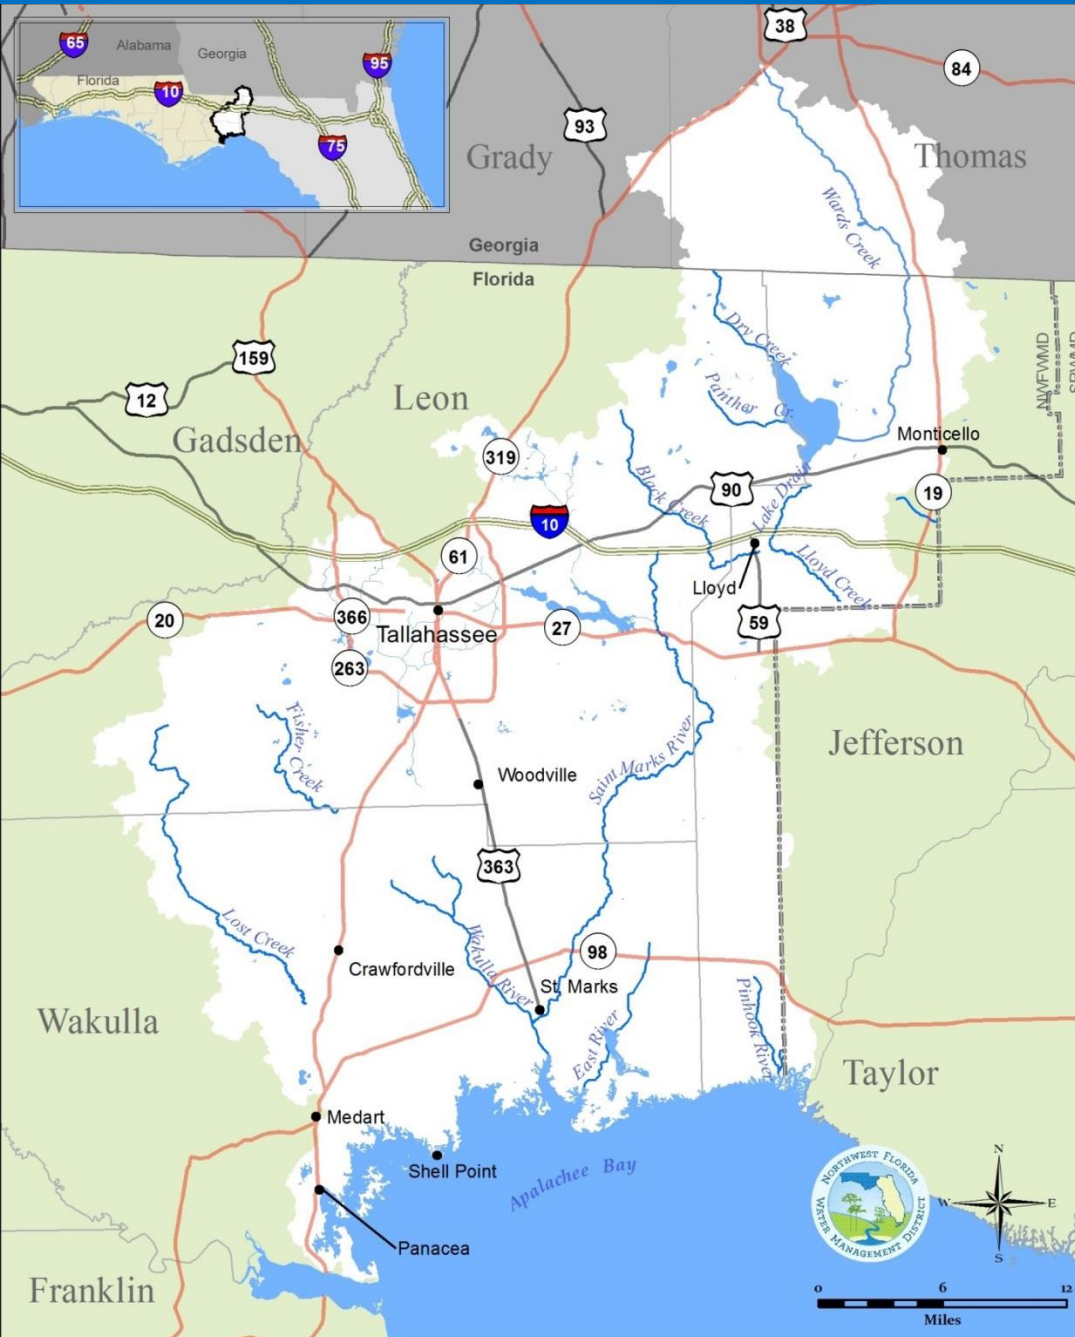 65
Alabama
Georgia
95
Florida
10
75
38
84
93
Grady
Thomas
Wards Creek
Georgia
Florida
Dry Creek
159
12
Leon
Panther Cr.
NWFWMD
SRWMD
Gadsden
Monticello
319
90
19
Black Creek
Lake Drain
10
61
Lloyd
Lloyd Creek
20
366
Tallahassee
27
59
263
Fisher Creek
Saint Marks River
Jefferson
Woodville
363
Lost Creek
Wakulla River
98
Crawfordville
St. Marks
Pinhook River
Wakulla
East River
Taylor
Medart
Shell Point
Apalachee Bay
Panacea
Franklin
NORTHWEST FLORIDA
WATER MANAGEMENT DISTRICT
N
W
E
S
0 6 12
Miles